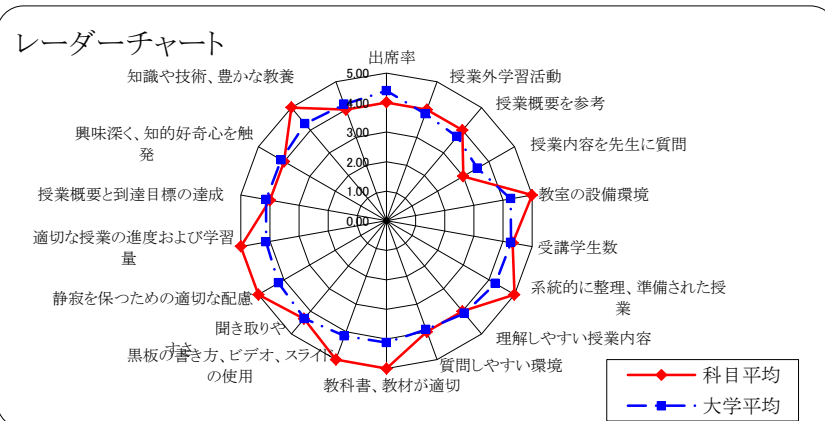 レーダーチャート
出席率
授業外学習活動
授業概要を参考
授業内容を先生に質問
教室の設備環境
受講学生数
系統的に整理、準備された授
業
理解しやすい授業内容
質問しやすい環境
教科書、教材が適切
黒板の書き方、ビデオ、スライド
の使用
聞き取りや
すさ
静寂を保つための適切な配慮
適切な授業の進度および学習
量
授業概要と到達目標の達成
興味深く、知的好奇心を触
発
知識や技術、豊かな教養
5.00
4.00
3.00
2.00
1.00
0.00
科目平均
大学平均